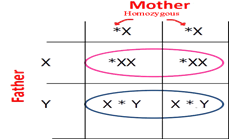 Mother
Homozygous
*X *X
X *XX *XX
Father
Y X * Y X * Y